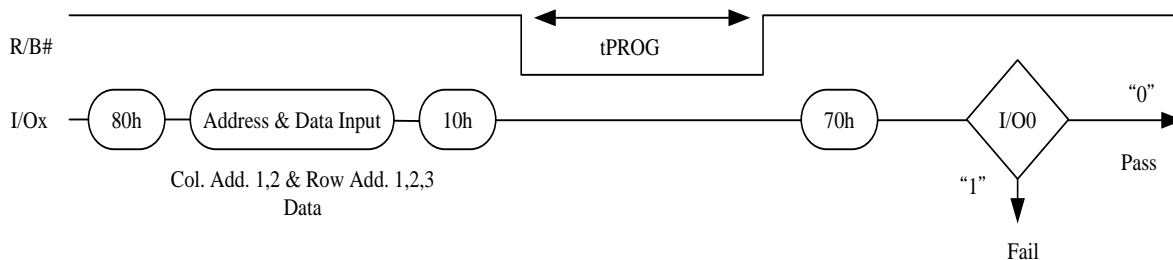 R/B#
tPROG
I/Ox
80h
Address & Data Input
10h
70h
I/O0
“0”
Pass
“1”
Fail
Col. Add. 1,2 & Row Add. 1,2,3
Data